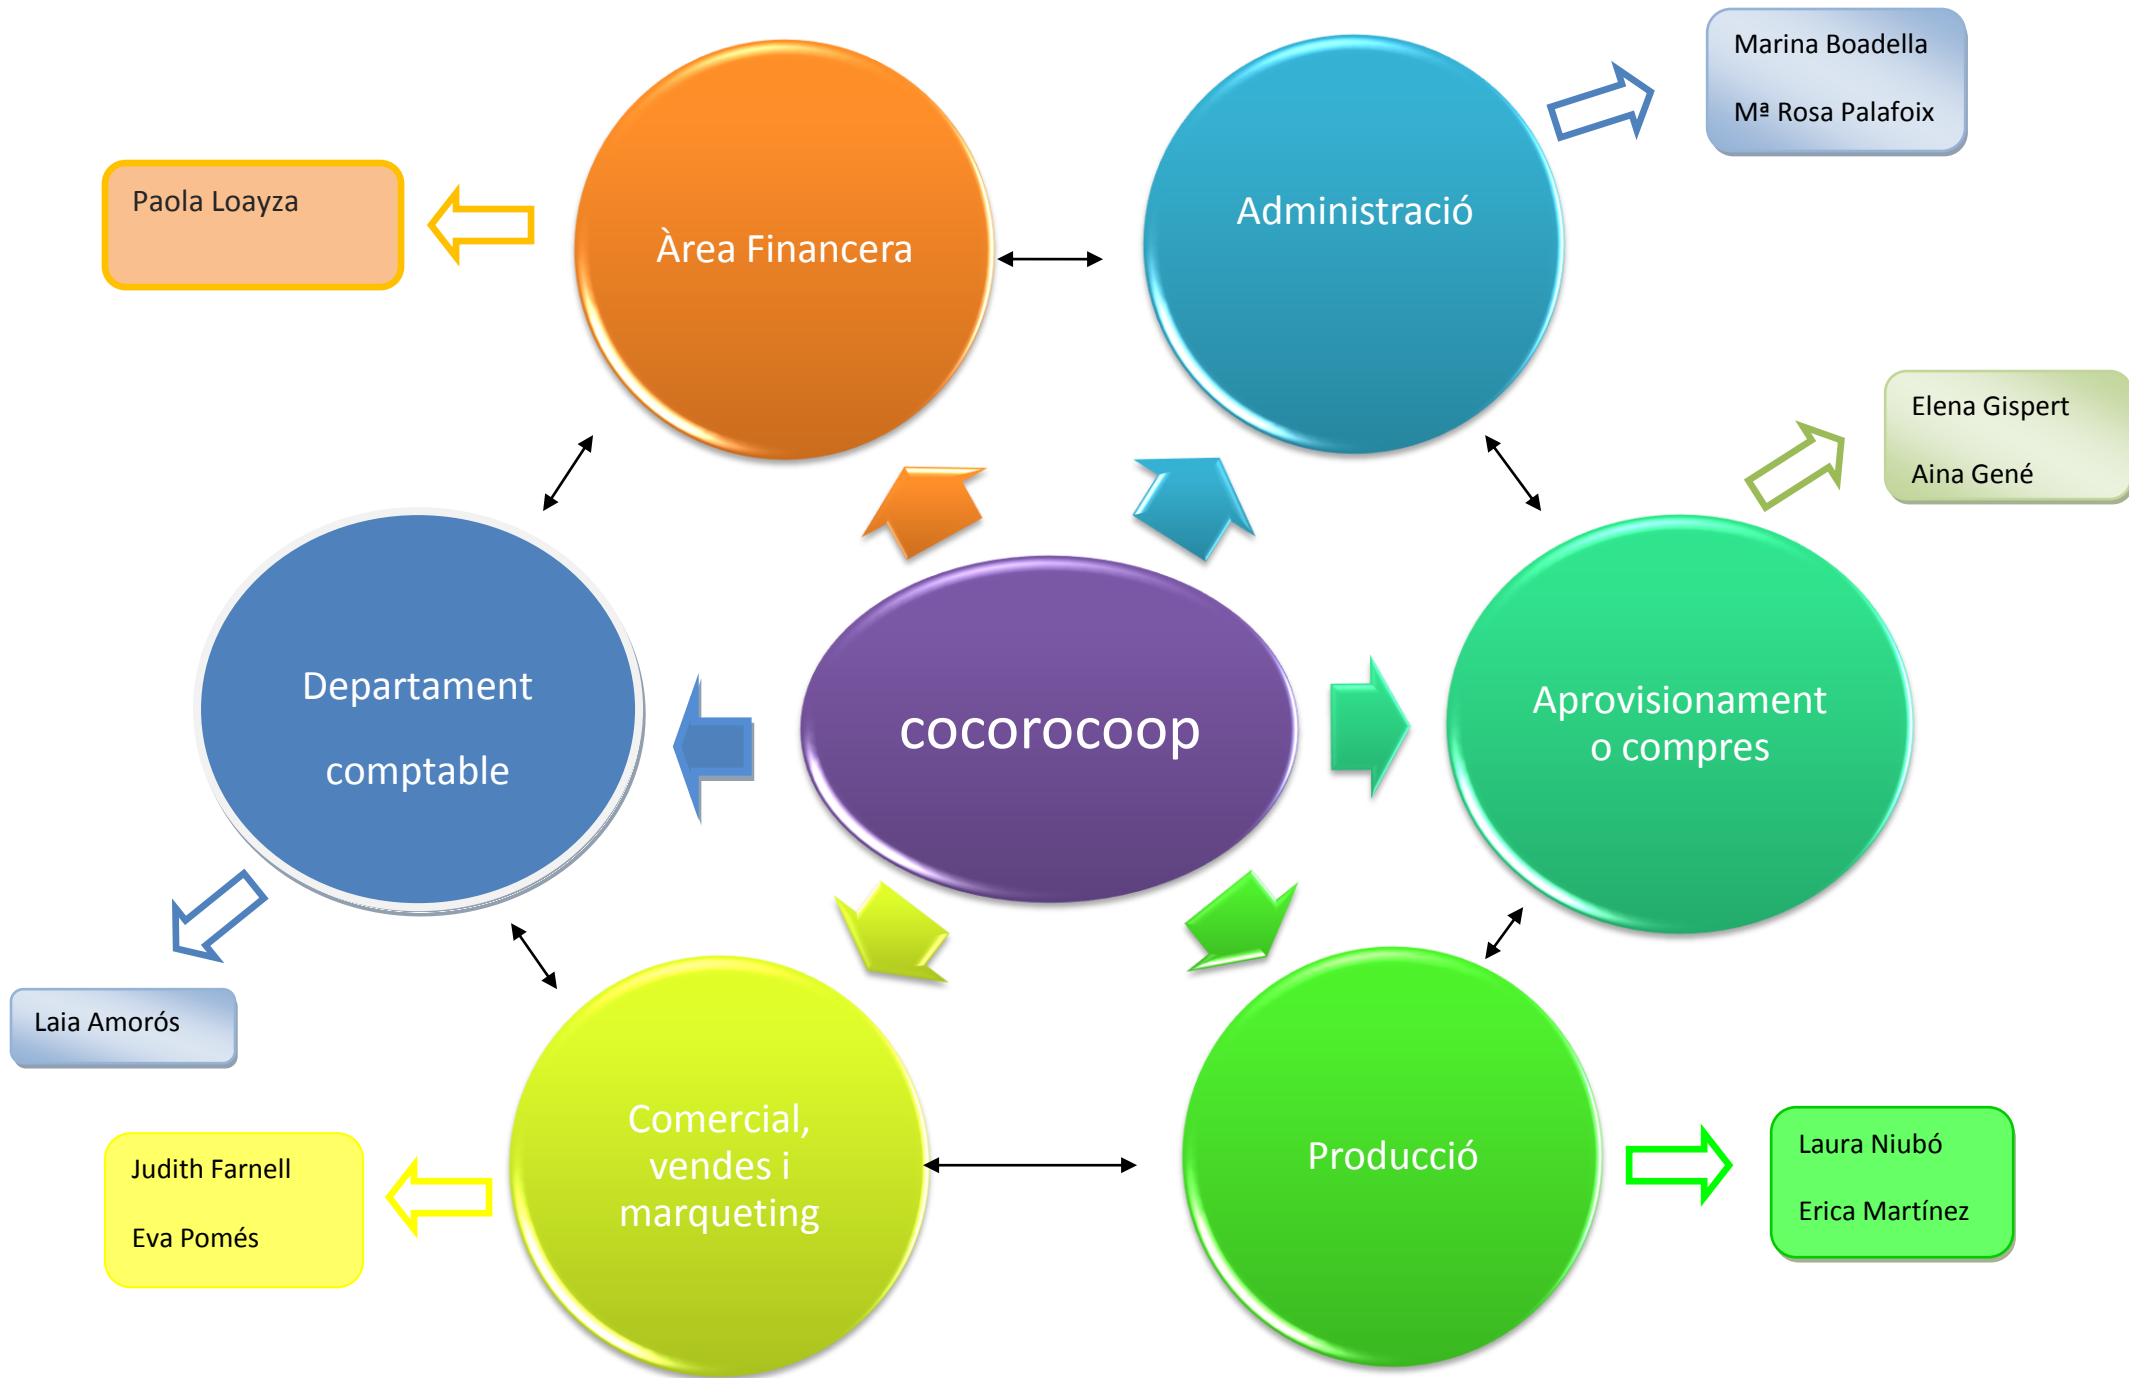 Marina Boadella
Mª Rosa Palafoix
Paola Loayza
Àrea Financera
Administració
Elena Gispert
Aina Gené
Departament
comptable
cocorocoop
Aprovisionament
o compres
Laia Amorós
Comercial,
vendes i
marqueting
Producció
Judith Farnell
Eva Pomés
Laura Niubó
Erica Martínez